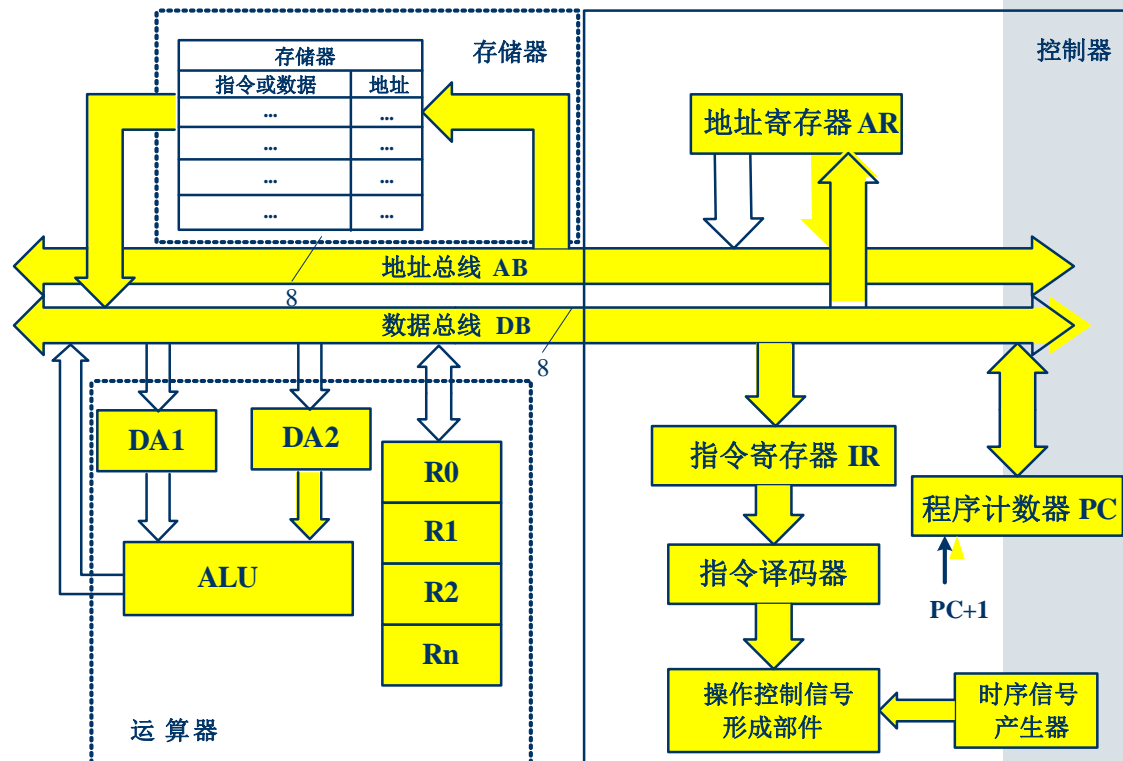 存储器
指令或数据 地址
... ...
... ...
... ...
... ...
存储器
控制器
地址寄存器 AR
地址总线 AB
8
数据总线 DB
8
DA1
DA2
R0
R1
R2
Rn
ALU
运 算 器
指令寄存器 IR
程序计数器 PC
指令译码器
PC+1
操作控制信号
形成部件
时序信号
产生器